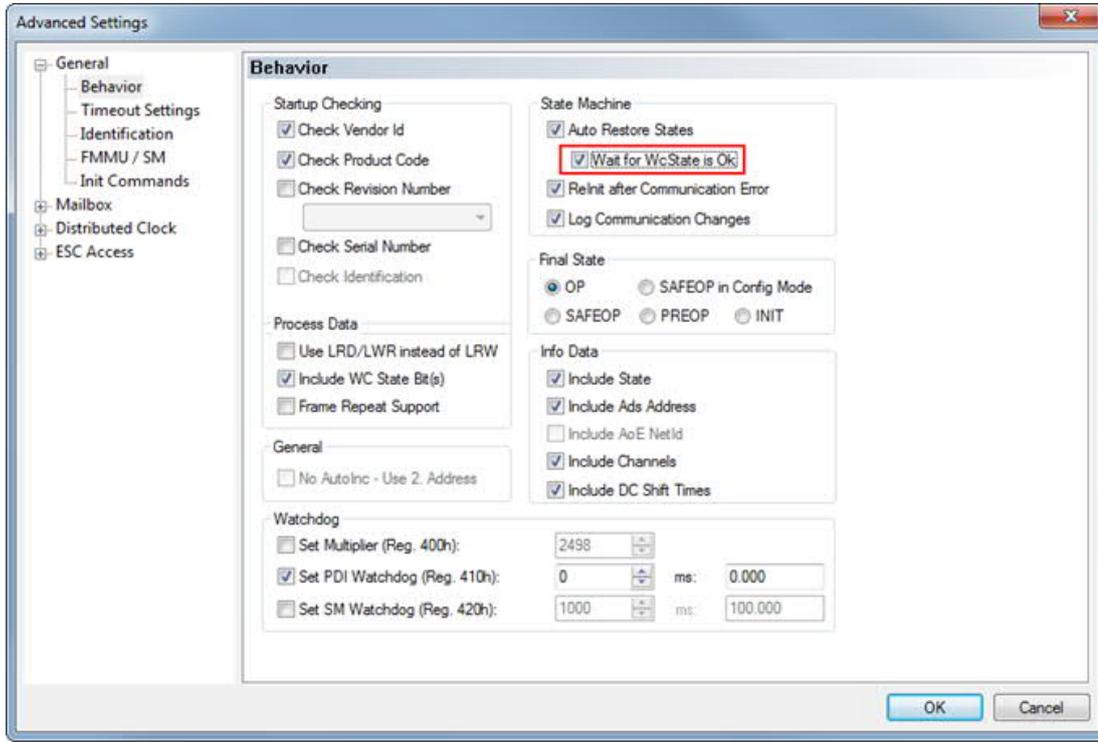 Advanced Settings
General
Behavior
Timeout Settings
Identification
FMMU / SM
Init Commands
Mailbox
Distributed Clock
ESC Access
Behavior
Startup Checking
Check Vendor Id
Check Product Code
Check Revision Number
Check Serial Number
Check Identification
Process Data
Use LRD/LWR instead of LRW
Include WC State Bit(s)
Frame Repeat Support
General
No AutoInc - Use 2. Address
State Machine
Auto Restore States
Wait for WcState is Ok
ReInit after Communication Error
Log Communication Changes
Final State
OP SAFEOP in Config Mode
SAFEOP PREOP INIT
Info Data
Include State
Include Ads Address
Include AoE NetId
Include Channels
Include DC Shift Times
Watchdog
Set Multiplier (Reg. 400h): 2498
Set PDI Watchdog (Reg. 410h): 0 ms: 0.000
Set SM Watchdog (Reg. 420h): 1000 ms: 100.000
OK Cancel